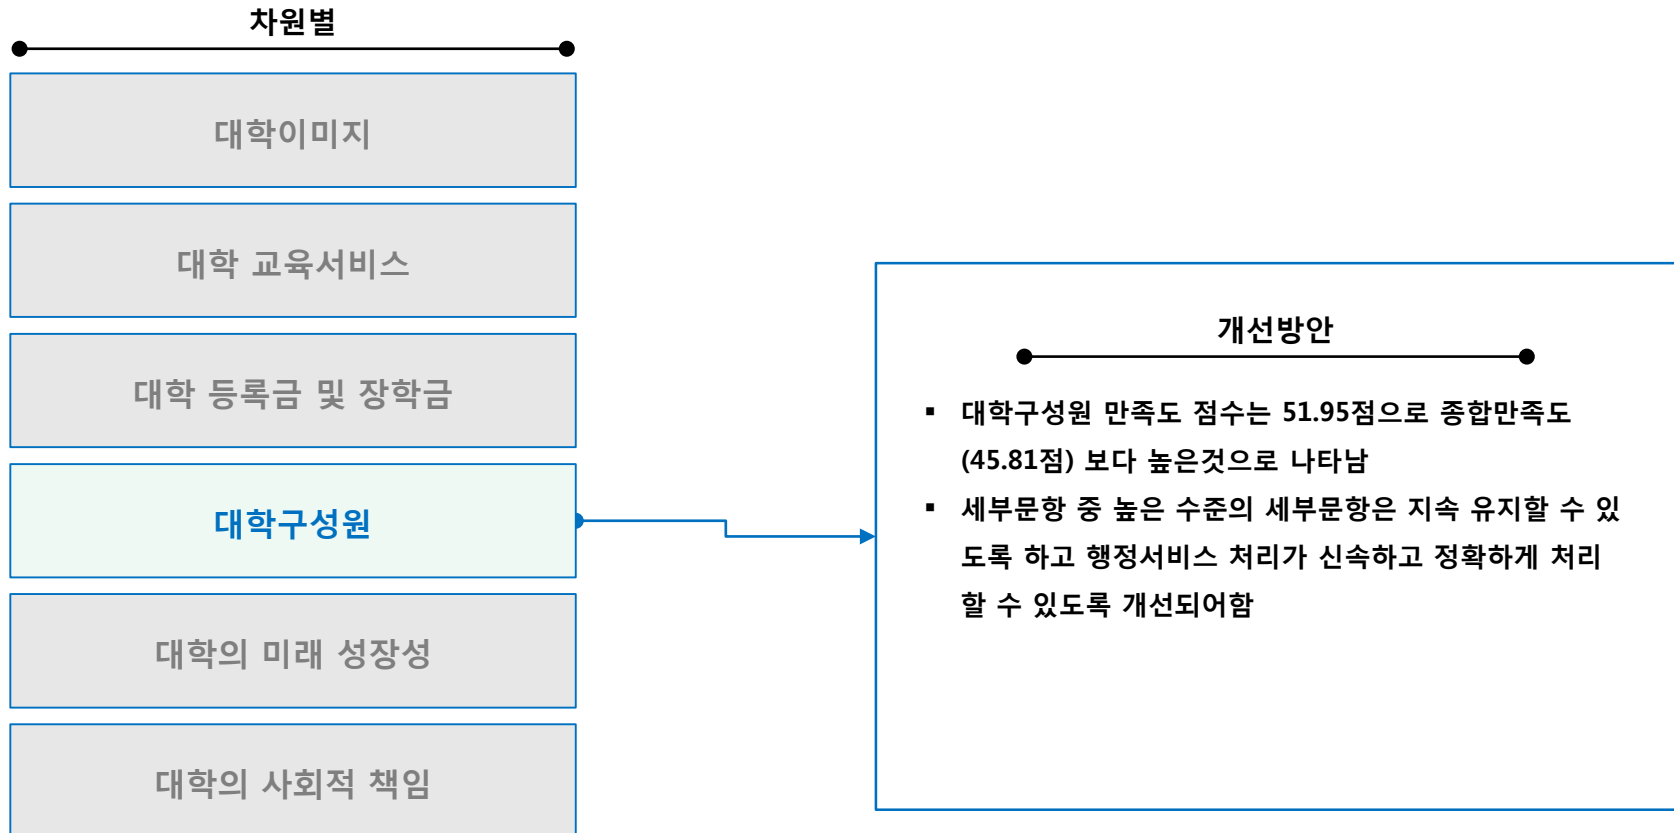 차원별
대학이미지
대학 교육서비스
대학 등록금 및 장학금
대학구성원
대학의 미래 성장성
대학의 사회적 책임
개선방안
▪ 대학구성원 만족도 점수는 51.95점으로 종합만족도
(45.81점) 보다 높은것으로 나타남
▪ 세부문항 중 높은 수준의 세부문항은 지속 유지할 수 있
도록 하고 행정서비스 처리가 신속하고 정확하게 처리
할 수 있도록 개선되어함